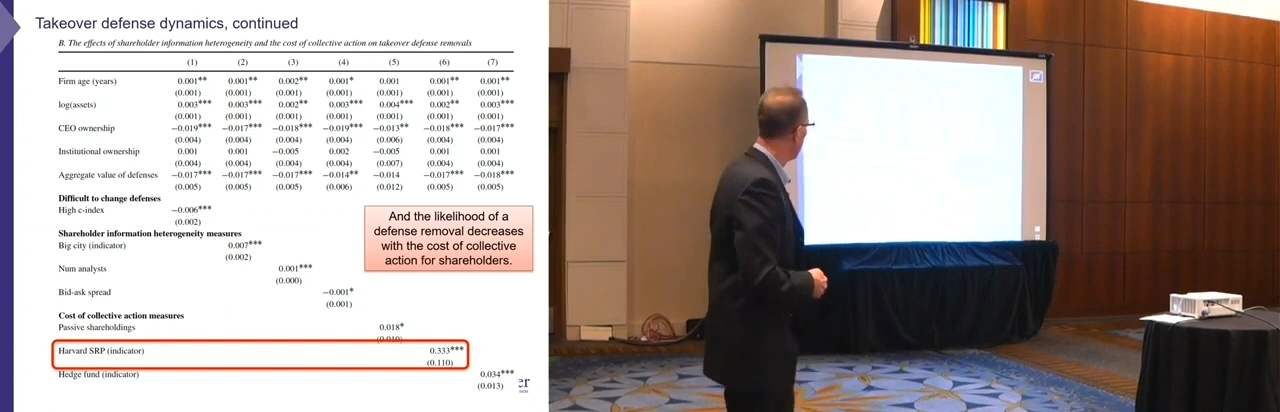 Takeover defense dynamics, continued
B. The effects of shareholder information heterogeneity and the cost of collective action on takeover defense removals
(1) (2) (3) (4) (5) (6) (7)
Firm age (years) 0.001** 0.001** 0.002** 0.001* 0.001 0.001** 0.001**
(0.001) (0.001) (0.001) (0.001) (0.001) (0.001) (0.001)
log(assets) 0.003*** 0.003*** 0.002** 0.003*** 0.004*** 0.002** 0.003***
(0.001) (0.001) (0.001) (0.001) (0.001) (0.001) (0.001)
CEO ownership −0.019*** −0.017*** −0.018*** −0.019*** −0.013** −0.018*** −0.017***
(0.004) (0.004) (0.004) (0.004) (0.006) (0.004) (0.004)
Institutional ownership 0.001 0.001 −0.005 0.002 −0.005 0.001 0.001
(0.004) (0.004) (0.004) (0.004) (0.007) (0.004) (0.004)
Aggregate value of defenses −0.017*** −0.017*** −0.017*** −0.014** −0.014 −0.017*** −0.018***
(0.005) (0.005) (0.005) (0.006) (0.012) (0.005) (0.005)
Difficult to change defenses
High c-index −0.006***
(0.002)
Shareholder information heterogeneity measures
Big city (indicator) 0.007***
(0.002)
Num analysts 0.001***
(0.000)
Bid-ask spread −0.001*
(0.001)
And the likelihood of a
defense removal decreases
with the cost of collective
action for shareholders.
Cost of collective action measures
Passive shareholdings 0.018*
(0.010)
Harvard SRP (indicator) 0.333***
(0.110)
Hedge fund (indicator) 0.034***
(0.013)
er